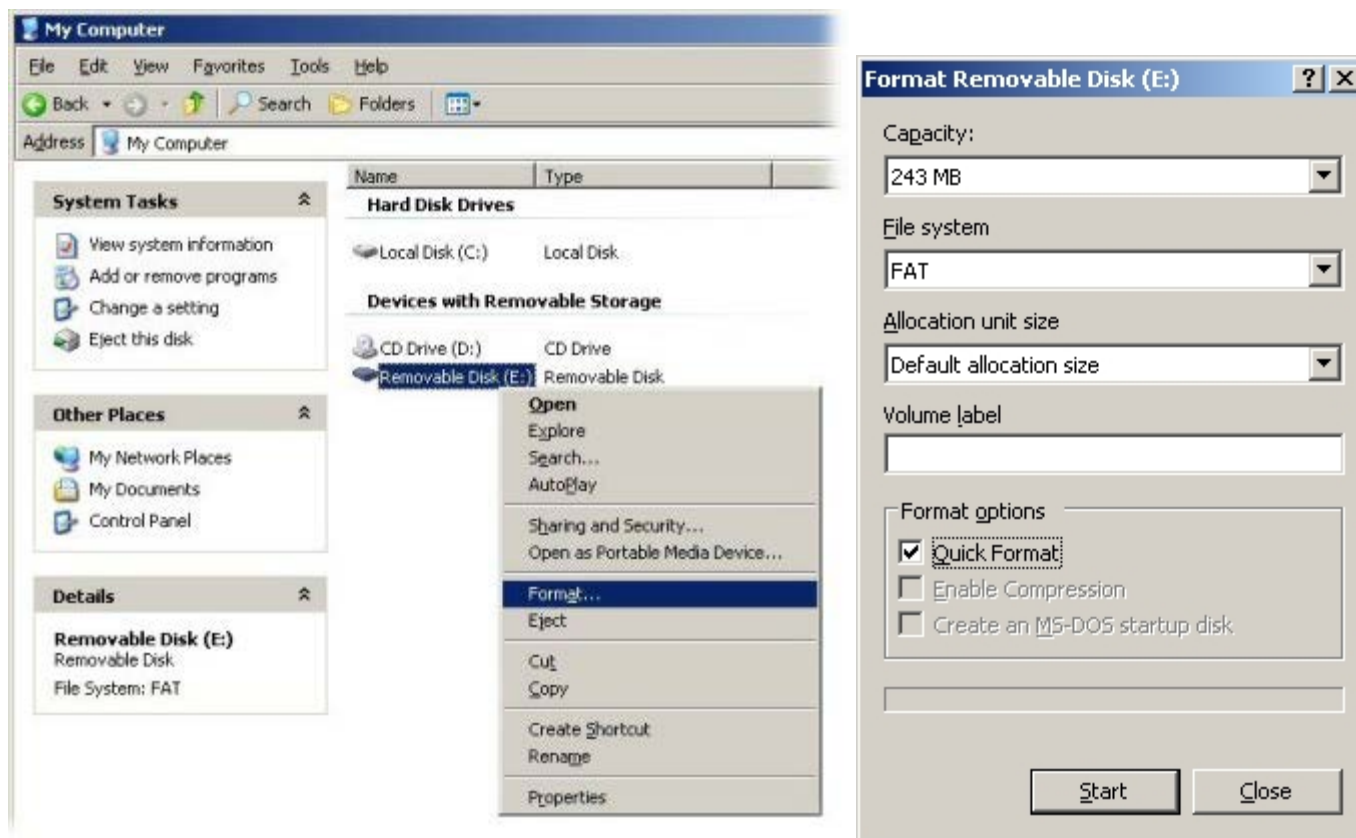 My Computer
File Edit View Favorites Tools Help
Back Search Folders
Address My Computer
System Tasks
View system information
Add or remove programs
Change a setting
Eject this disk
Other Places
My Network Places
My Documents
Control Panel
Details
Removable Disk (E:)
Removable Disk
File System: FAT
Name Type
Hard Disk Drives
Local Disk (C:) Local Disk
Devices with Removable Storage
CD Drive (D:) CD Drive
Removable Disk (E:) Removable Disk
Open
Explore
Search...
AutoPlay
Sharing and Security...
Open as Portable Media Device...
Format...
Eject
Cut
Copy
Create Shortcut
Rename
Properties
Format Removable Disk (E:)
Capacity:
243 MB
File system
FAT
Allocation unit size
Default allocation size
Volume label
Format options
Quick Format
Enable Compression
Create an MS-DOS startup disk
Start Close